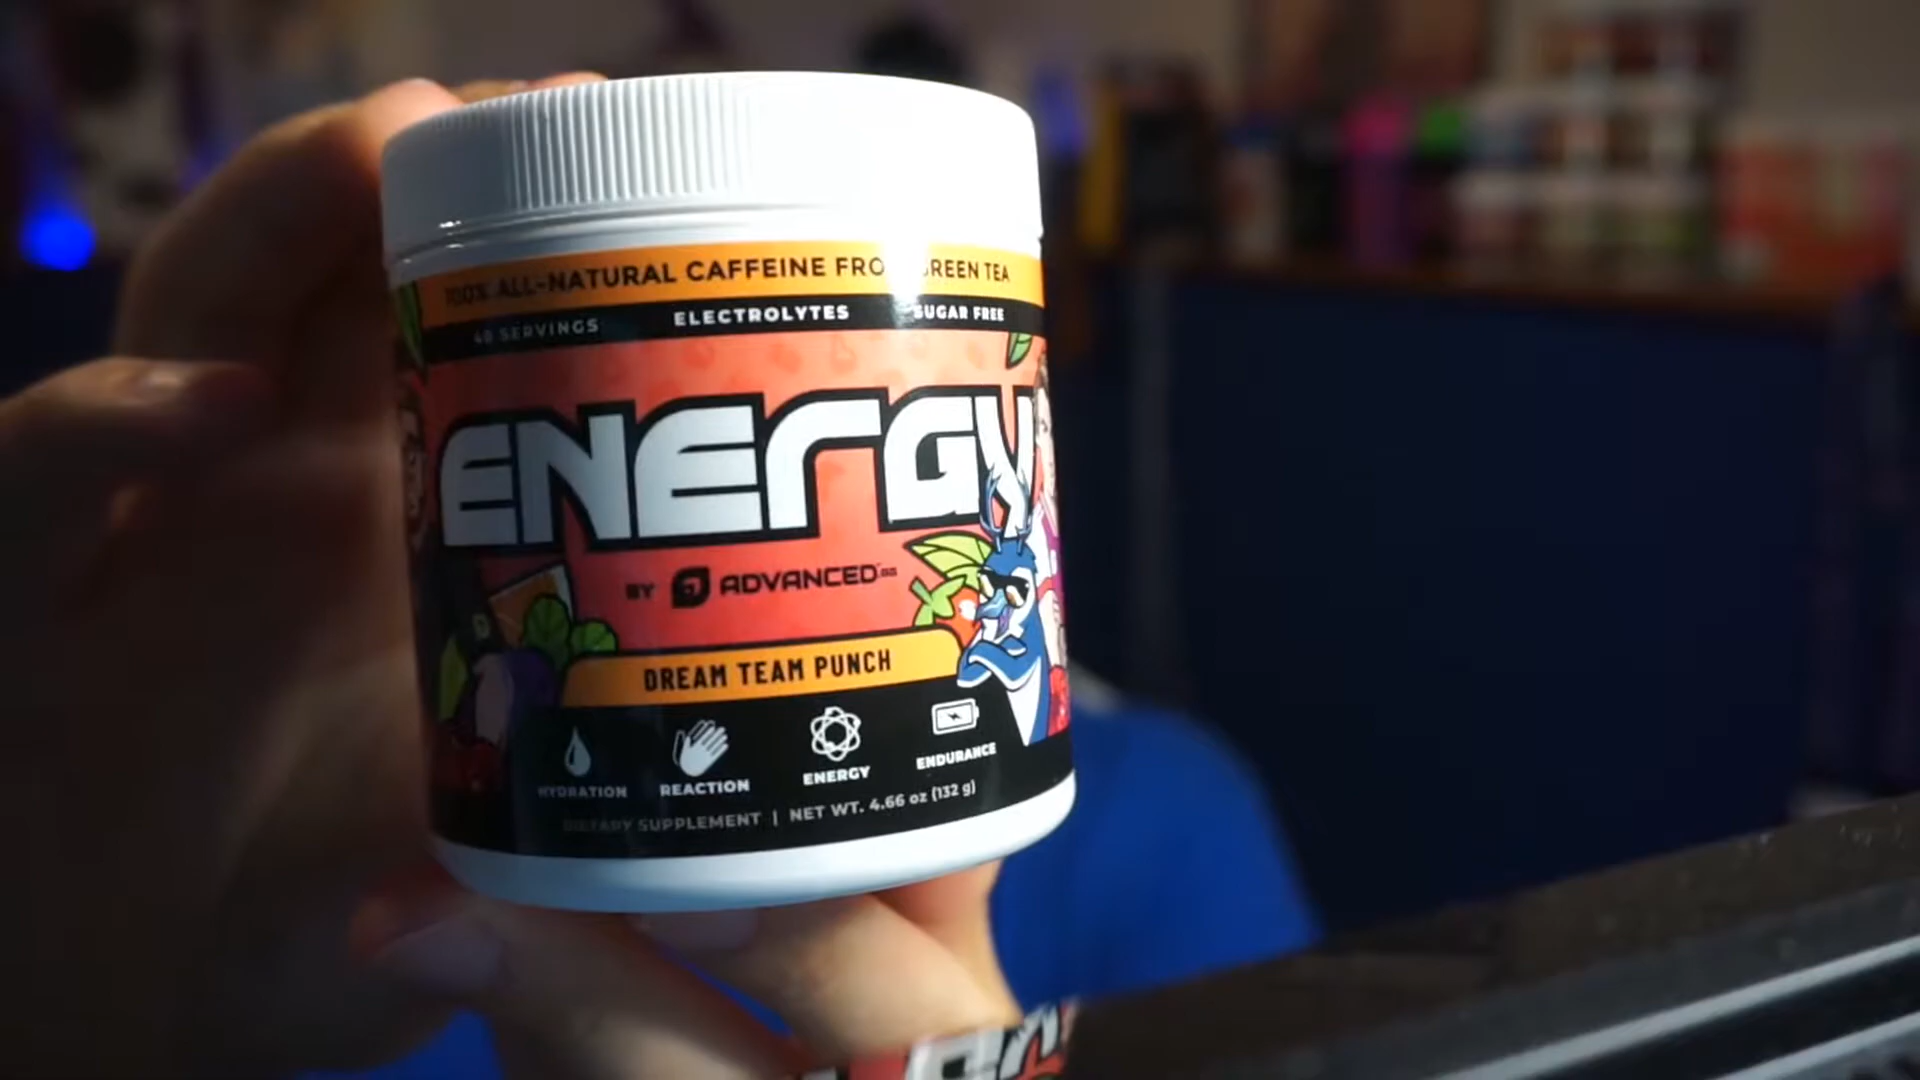 100% ALL-NATURAL CAFFEINE FRO GREEN TEA
40 SERVINGS ELECTROLYTES SUGAR FREE
ENERGY
BY ADVANCED
DREAM TEAM PUNCH
HYDRATION REACTION ENERGY ENDURANCE
DIETARY SUPPLEMENT | NET WT. 4.66 oz (132 g)